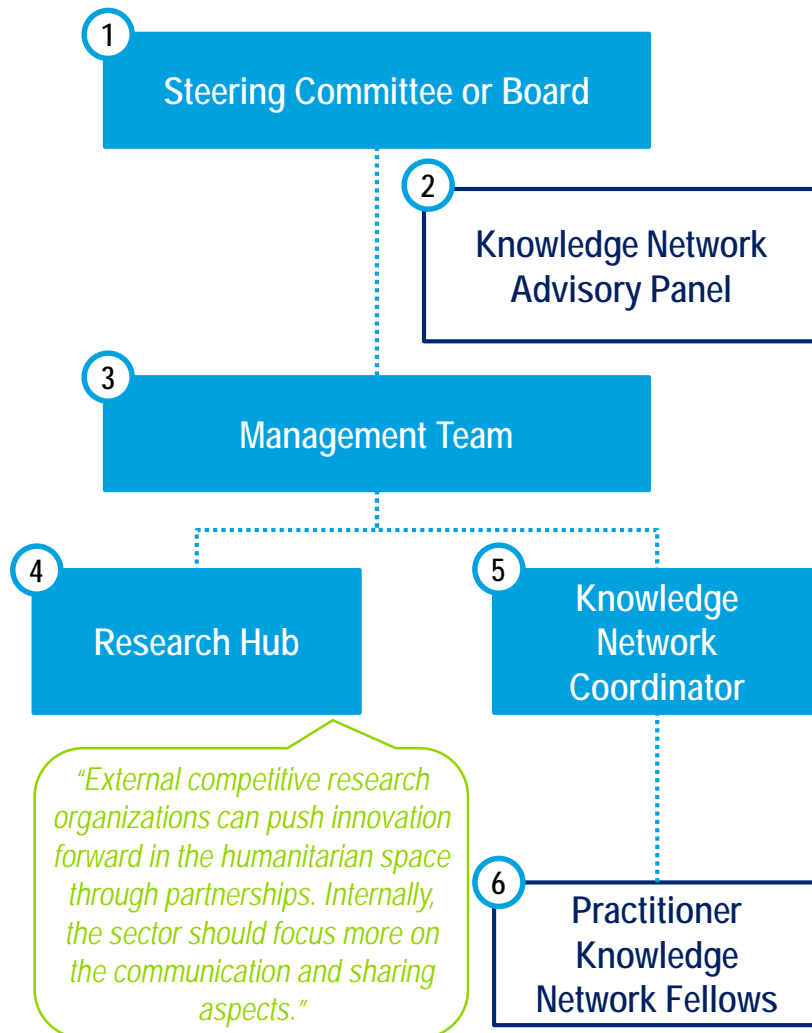 1
Steering Committee or Board
2
Knowledge Network
Advisory Panel
3
Management Team
4
Research Hub
5
Knowledge
Network
Coordinator
“External competitive research
organizations can push innovation
forward in the humanitarian space
through partnerships. Internally,
the sector should focus more on
the communication and sharing
aspects.”
6
Practitioner
Knowledge
Network Fellows